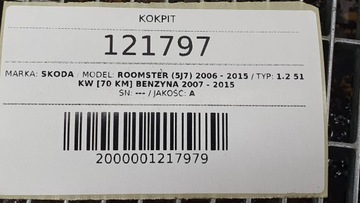 KOKPIT
121797
MARKA: SKODA / MODEL: ROOMSTER (5J7) 2006 - 2015 / TYP: 1.2 51
KW [70 KM] BENZYNA 2007 - 2015
SN: --- / JAKOŚĆ: A
2000001217979